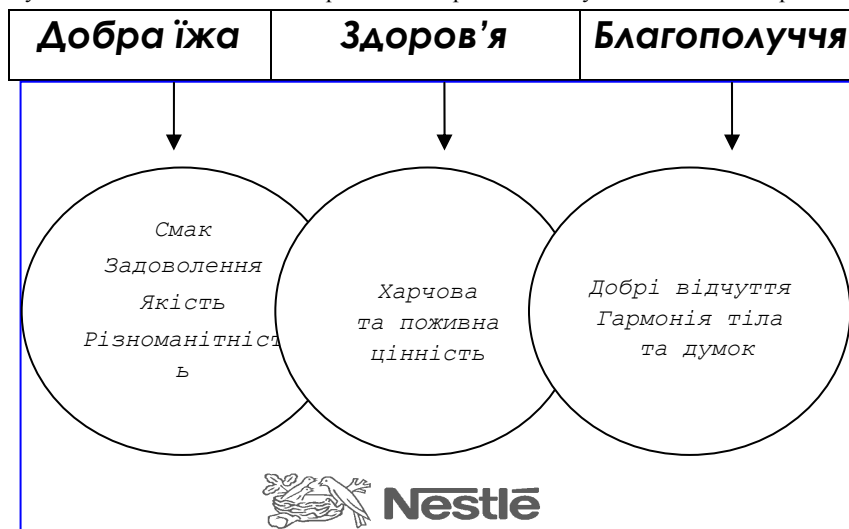 Добра їжа
Здоров'я
Благополуччя
Смак
Задоволення
Якість
Різноманітніст
ь
Харчова
та поживна
цінність
Добрі відчуття
Гармонія тіла
та думок
Nestlé